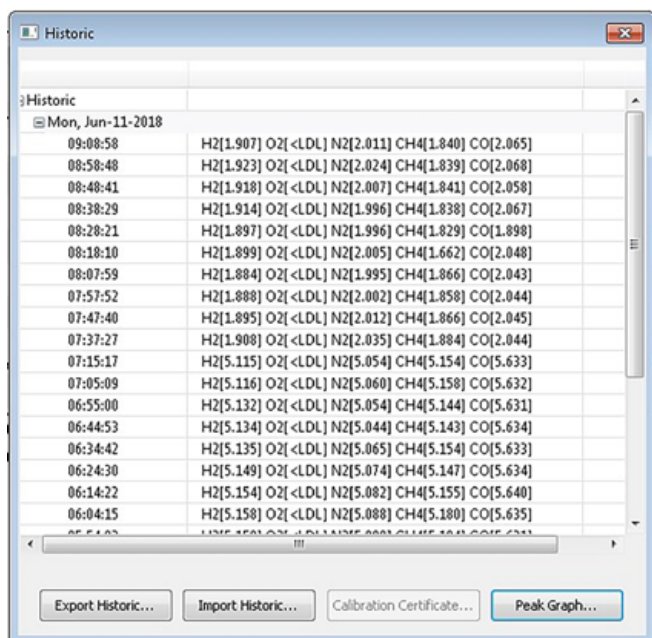 Historic
Historic
Mon, Jun-11-2018
09:08:58 H2[1.907] O2[<LDL] N2[2.011] CH4[1.840] CO[2.065]
08:58:48 H2[1.923] O2[<LDL] N2[2.024] CH4[1.839] CO[2.068]
08:48:41 H2[1.918] O2[<LDL] N2[2.007] CH4[1.841] CO[2.058]
08:38:29 H2[1.914] O2[<LDL] N2[1.996] CH4[1.838] CO[2.067]
08:28:21 H2[1.897] O2[<LDL] N2[1.996] CH4[1.829] CO[1.898]
08:18:10 H2[1.899] O2[<LDL] N2[2.005] CH4[1.662] CO[2.048]
08:07:59 H2[1.884] O2[<LDL] N2[1.995] CH4[1.866] CO[2.043]
07:57:52 H2[1.888] O2[<LDL] N2[2.002] CH4[1.858] CO[2.044]
07:47:40 H2[1.895] O2[<LDL] N2[2.012] CH4[1.866] CO[2.045]
07:37:27 H2[1.908] O2[<LDL] N2[2.035] CH4[1.884] CO[2.044]
07:15:17 H2[5.115] O2[<LDL] N2[5.054] CH4[5.154] CO[5.633]
07:05:09 H2[5.116] O2[<LDL] N2[5.060] CH4[5.158] CO[5.632]
06:55:00 H2[5.132] O2[<LDL] N2[5.054] CH4[5.144] CO[5.631]
06:44:53 H2[5.134] O2[<LDL] N2[5.044] CH4[5.143] CO[5.634]
06:34:42 H2[5.135] O2[<LDL] N2[5.065] CH4[5.154] CO[5.633]
06:24:30 H2[5.149] O2[<LDL] N2[5.074] CH4[5.147] CO[5.634]
06:14:22 H2[5.154] O2[<LDL] N2[5.082] CH4[5.155] CO[5.640]
06:04:15 H2[5.158] O2[<LDL] N2[5.088] CH4[5.180] CO[5.635]
Export Historic... Import Historic... Calibration Certificate... Peak Graph...